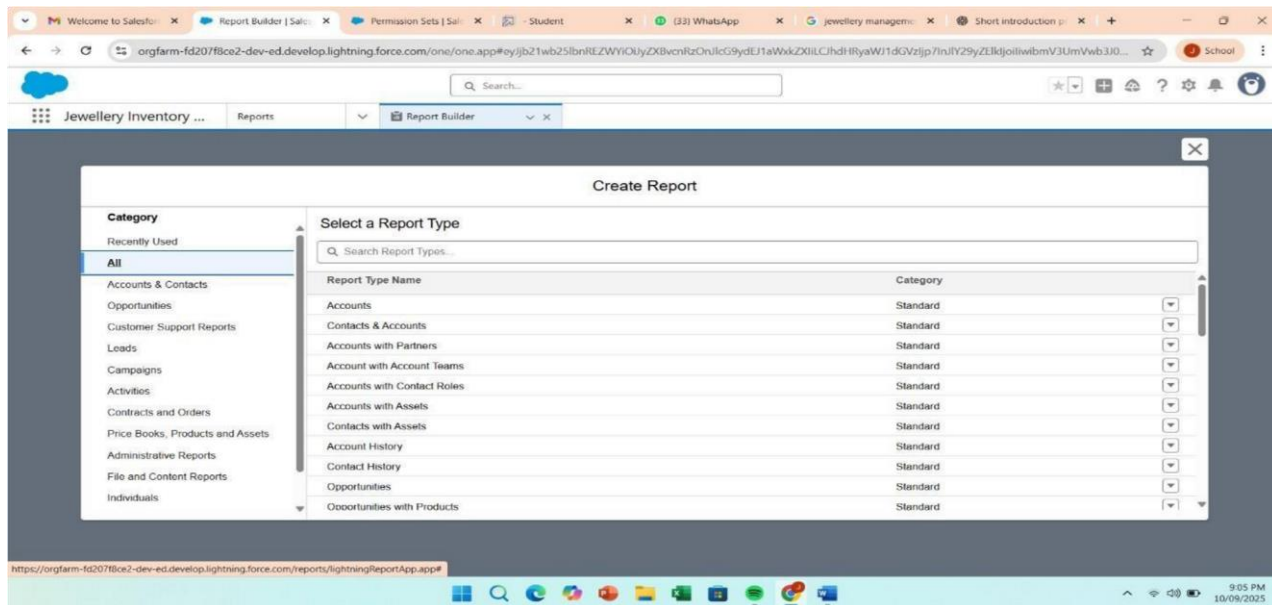 Welcome to Salesfor
Report Builder | Sales
Permission Sets | Sal
- Student
(33) WhatsApp
jewellery manageme
Short introduction p
School
Search...
Jewellery Inventory ...
Reports
Report Builder
Create Report
Category
Recently Used
All
Accounts & Contacts
Opportunities
Customer Support Reports
Leads
Campaigns
Activities
Contracts and Orders
Price Books, Products and Assets
Administrative Reports
File and Content Reports
Individuals
Select a Report Type
Search Report Types...
Report Type Name Category
Accounts Standard
Contacts & Accounts Standard
Accounts with Partners Standard
Account with Account Teams Standard
Accounts with Contact Roles Standard
Accounts with Assets Standard
Contacts with Assets Standard
Account History Standard
Contact History Standard
Opportunities Standard
Opportunities with Products Standard
https://orgfarm-fd207f8ce2-dev-ed.develop.lightning.force.com/reports/lightningReportApp.app#
9:05 PM
10/09/2025